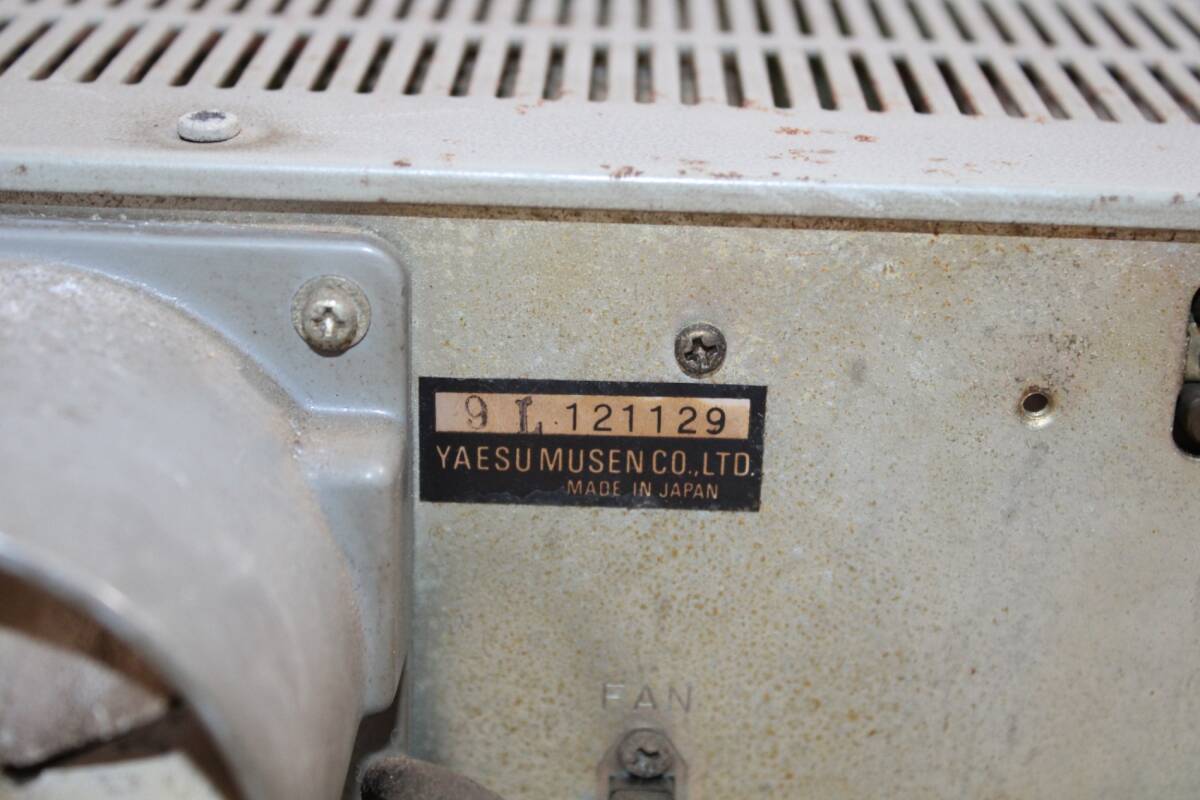 9 L 121129
YAESU MUSEN CO.,LTD.
MADE IN JAPAN
FAN